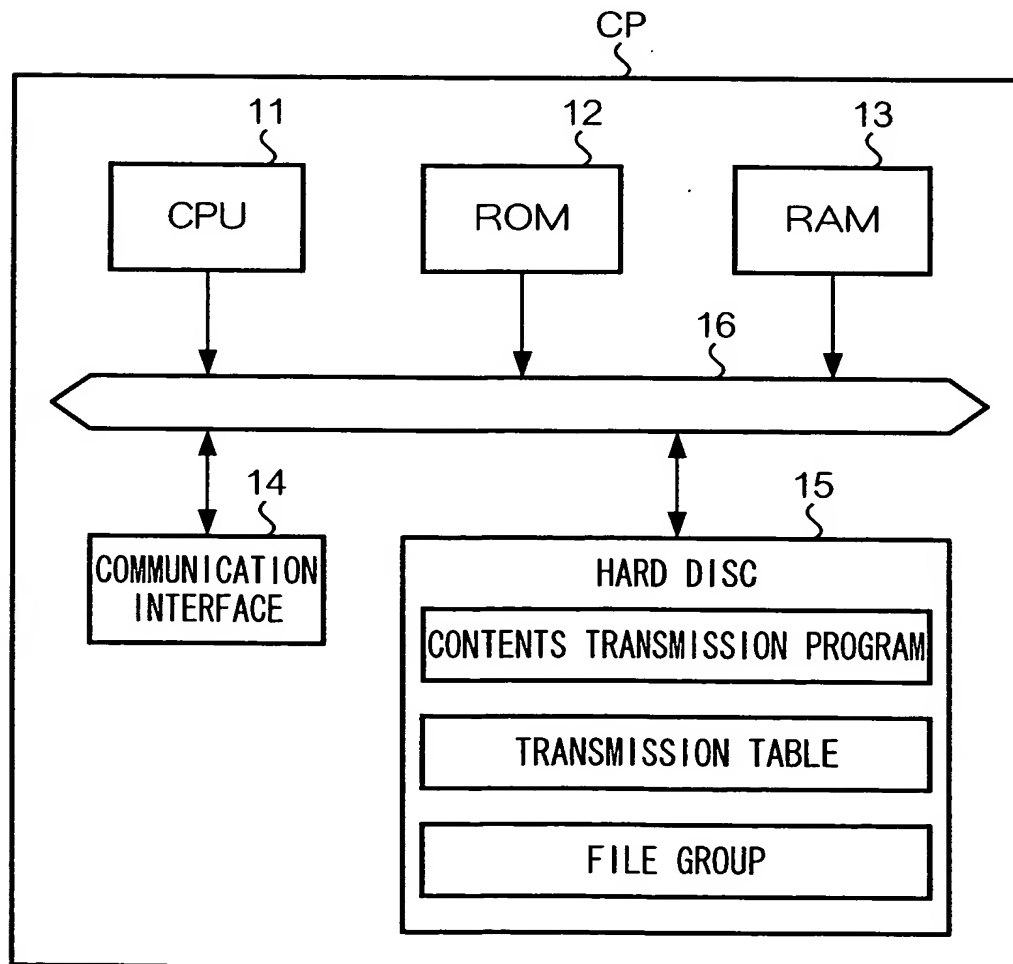 CP
11
12
13
CPU
ROM
RAM
16
14
15
COMMUNICATION
INTERFACE
HARD DISC
CONTENTS TRANSMISSION PROGRAM
TRANSMISSION TABLE
FILE GROUP